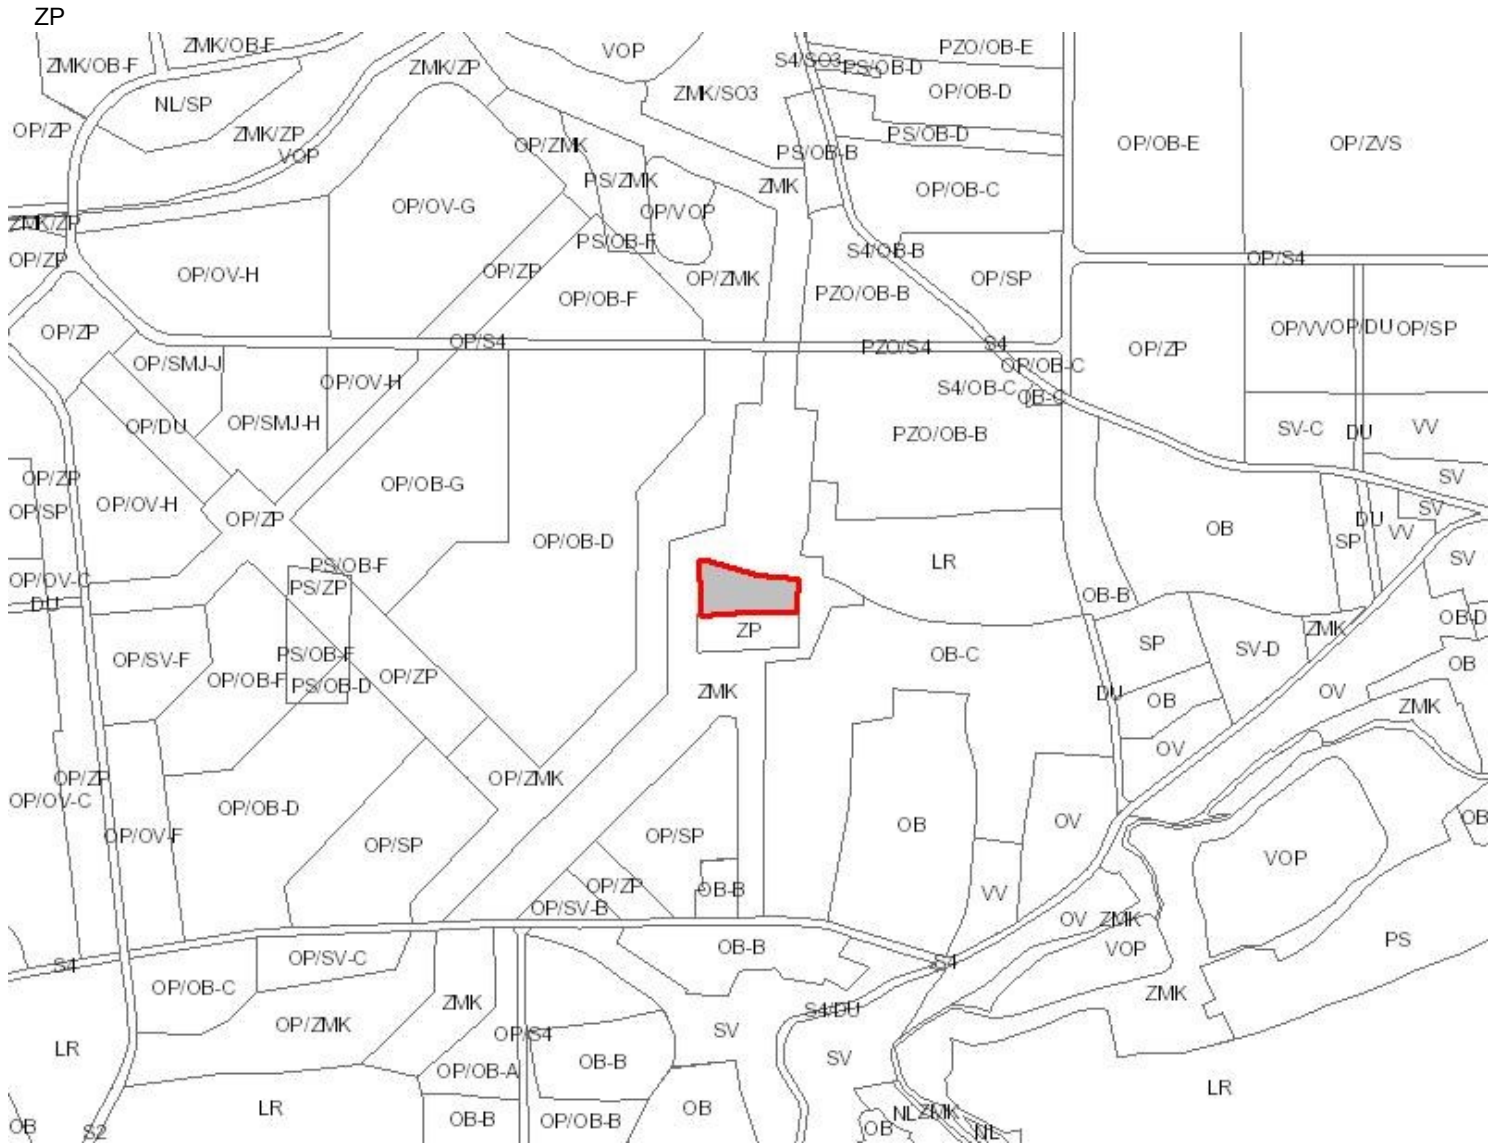 ZP
ZMK/OB-F
ZMK/OB-F
ZMK/ZP
VOP
S4/SO3
PS/OB-D
PZO/OB-E
NL/SP
ZMK/SO3
OP/OB-D
OP/ZP
ZMK/ZP
VOP
OP/ZMK
PS/OB-B
PS/OB-D
OP/OB-E
OP/ZVS
PS/ZMK
ZMK
OP/OB-C
OP/OV-G
OP/VOP
ZMK/ZP
PS/OB-F
S4/OB-B
OP/ZP
OP/OV-H
OP/ZP
OP/ZMK
OP/SP
OP/S4
OP/OB-F
PZO/OB-B
OP/ZP
OP/S4
PZO/S4
S4
OP/ZP
OP/VV
OP/DU
OP/SP
OP/SMJ-J
OP/OV-H
OP/OB-C
S4/OB-C
OB-C
OP/DU
OP/SMJ-H
PZO/OB-B
SV-C
DU
VV
OP/ZP
OP/OB-G
SV
OP/SP
OP/OV-H
OP/ZP
OP/OB-D
OB
SV
DU
VV
SP
SV
OP/OV-C
PS/OB-F
PS/ZP
LR
DU
OB-B
OB-D
ZP
ZMK
OP/SV-F
PS/OB-F
OB-C
SP
SV-D
OB
OP/OB-F
PS/OB-D
OP/ZP
ZMK
DU
OB
OV
ZMK
OV
OP/ZP
OP/ZMK
OP/OV-C
OP/OB-D
OP/OV-F
OP/SP
OP/SP
OB
OV
OB
VOP
OP/ZP
OB-B
VV
OP/SV-B
OV
ZMK
OB-B
VOP
PS
S4
OP/SV-C
S4
OP/OB-C
ZMK
ZMK
OP/ZMK
OP/S4
SV
S4/DU
LR
OP/OB-A
OB-B
SV
LR
LR
OB-B
OP/OB-B
OB
NL
ZMK
OB
S2
OB
NL